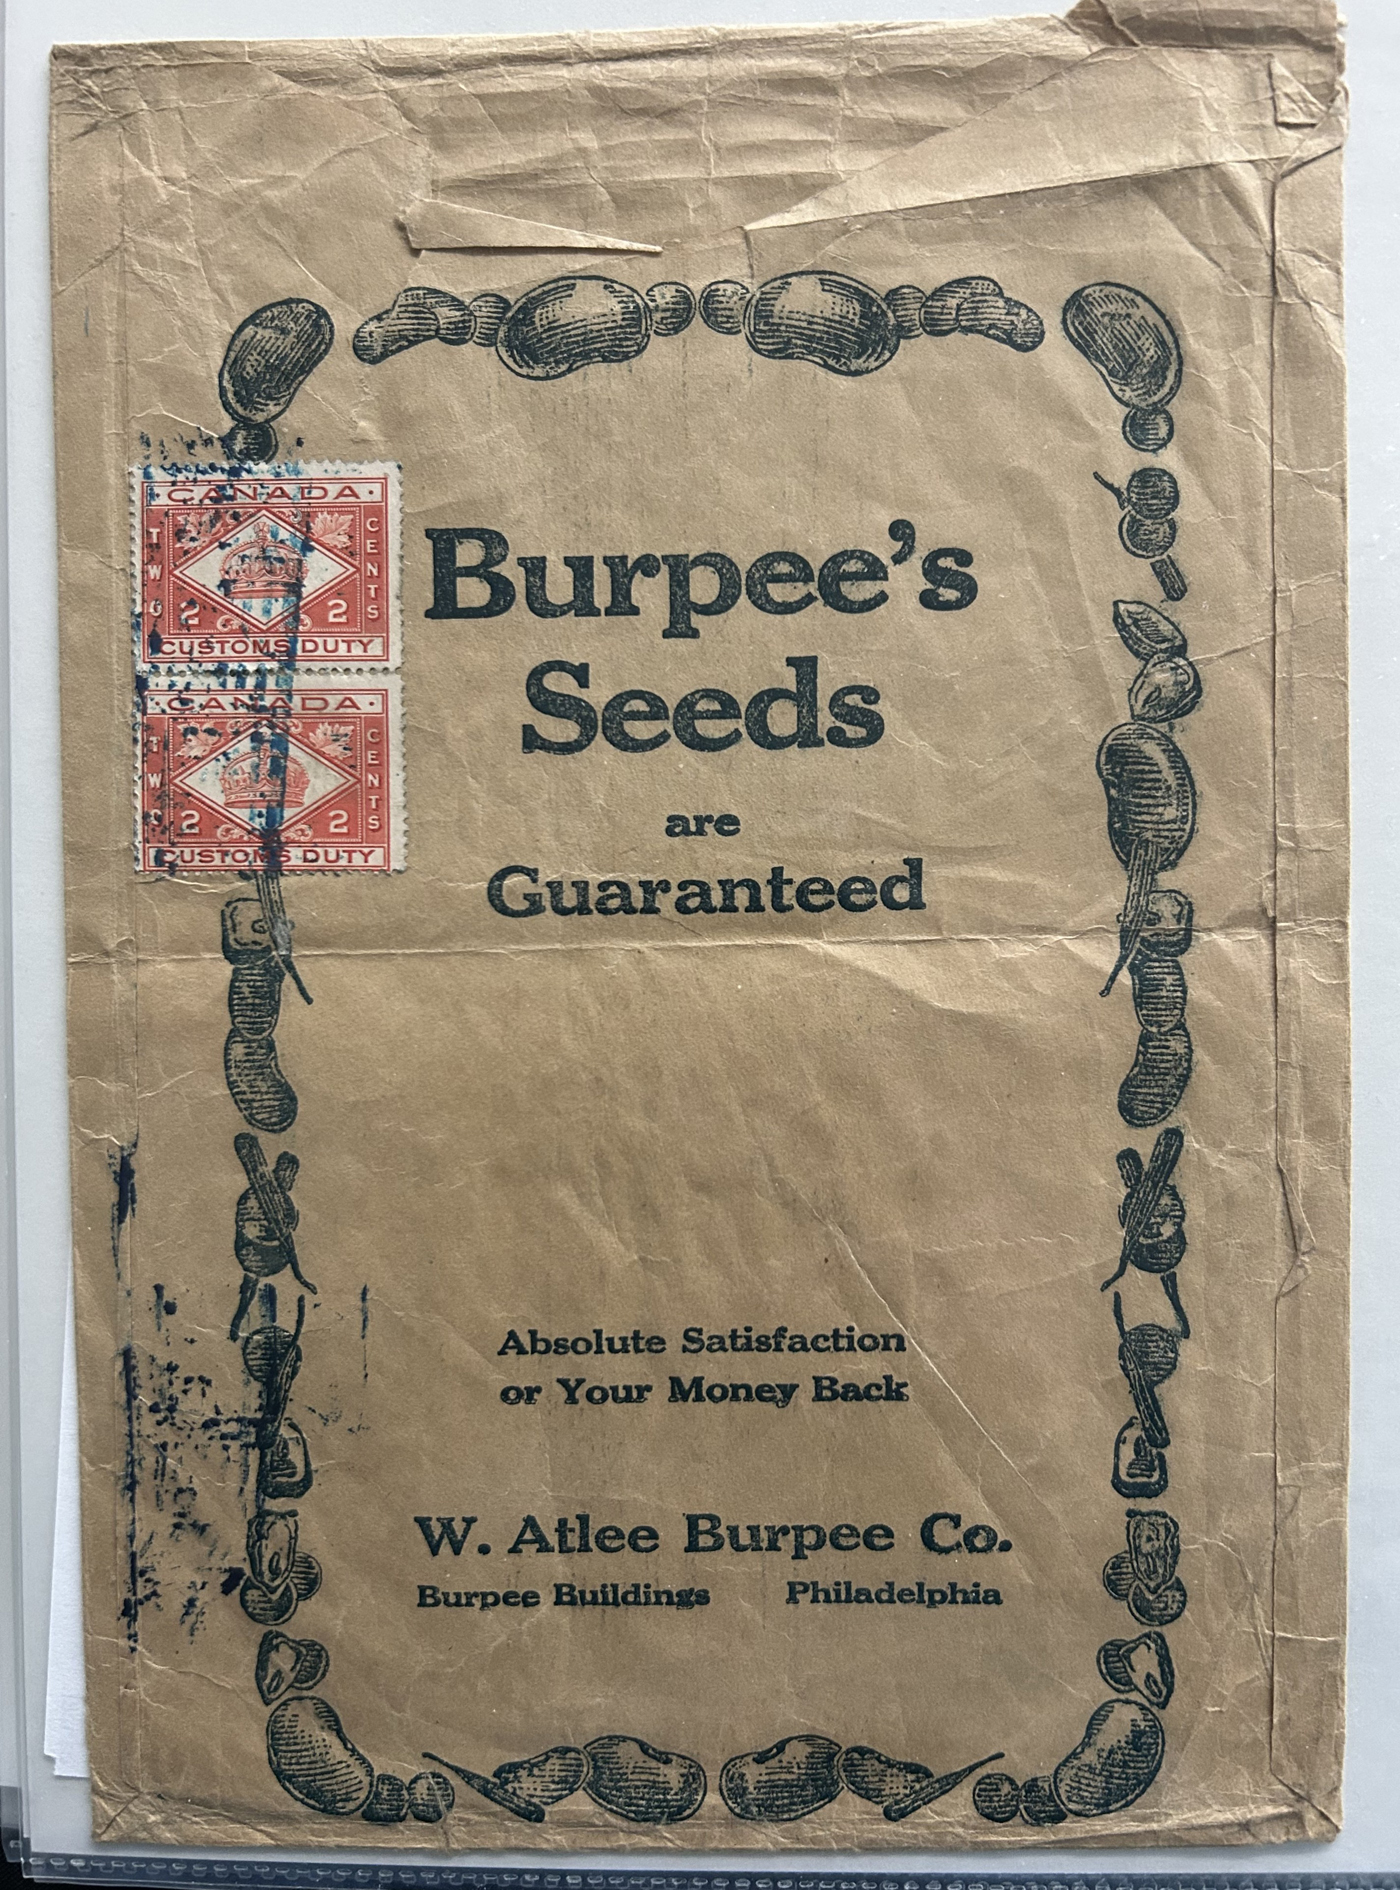 · CANADA ·
TWO
CENTS
2 2
CUSTOMS DUTY
· CANADA ·
TWO
CENTS
2 2
CUSTOMS DUTY
Burpee's
Seeds
are
Guaranteed
Absolute Satisfaction
or Your Money Back
W. Atlee Burpee Co.
Burpee Buildings Philadelphia